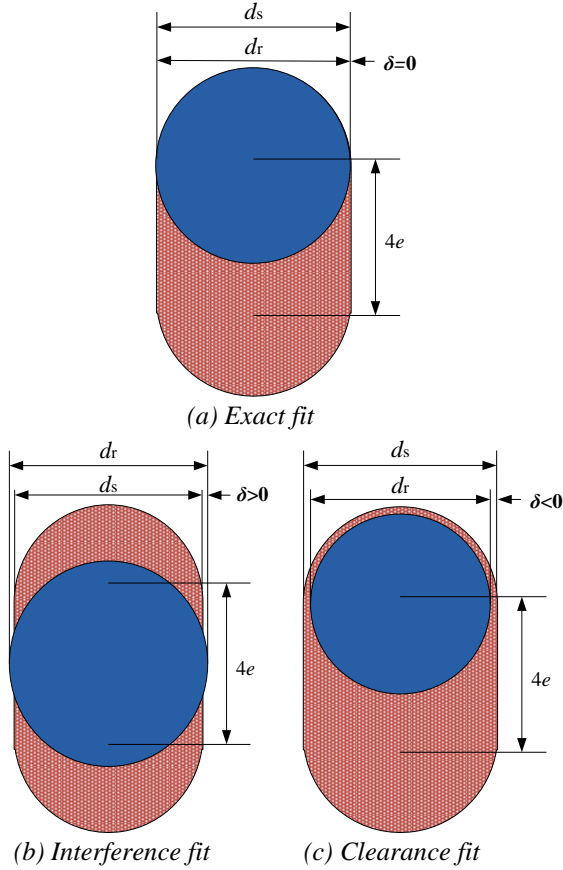 ds
dr
δ=0
4e
(a) Exact fit
dr
ds
δ>0
4e
(b) Interference fit
ds
dr
δ<0
4e
(c) Clearance fit